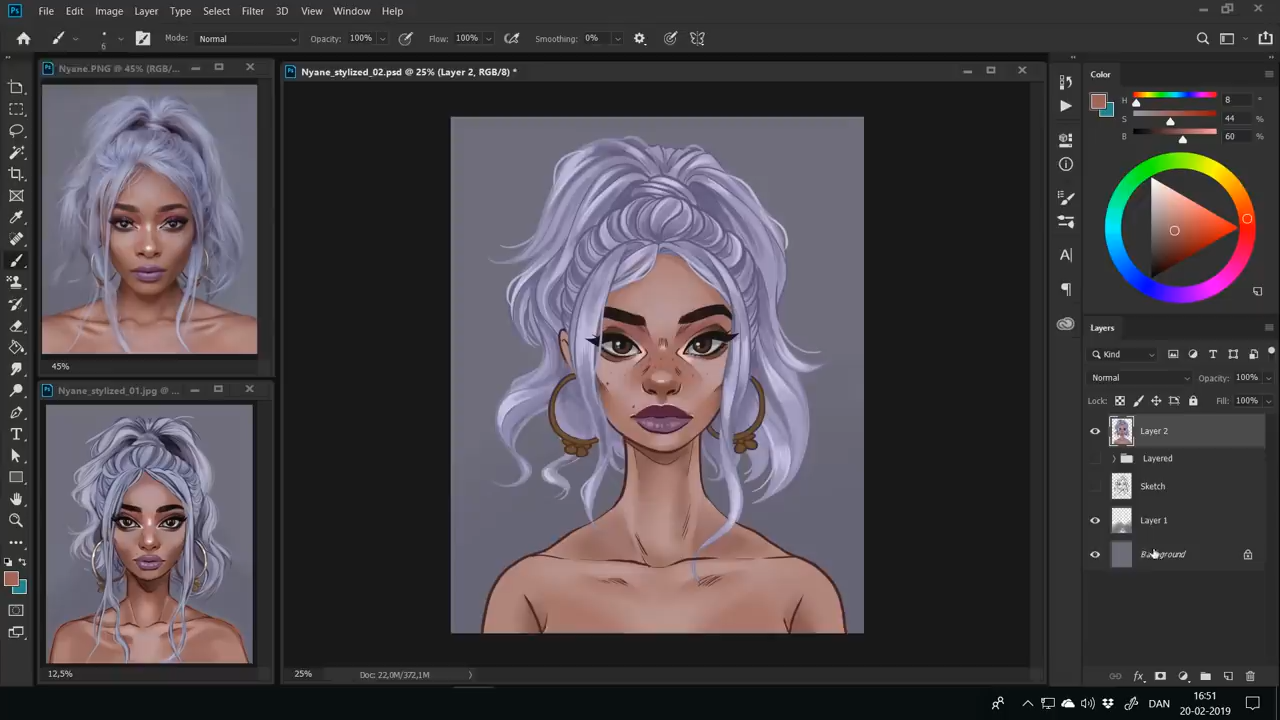 Ps File Edit Image Layer Type Select Filter 3D View Window Help
6 Mode: Normal Opacity: 100% Flow: 100% Smoothing: 0%
Nyane.PNG @ 45% (RGB/...
45%
Nyane_stylized_01.jpg @ ...
12,5%
Nyane_stylized_02.psd @ 25% (Layer 2, RGB/8) *
25% Doc: 22,0M/372,1M
Color
H 8 °
S 44 %
B 60 %
Layers
Kind
Normal Opacity: 100%
Lock: Fill: 100%
Layer 2
Layered
Sketch
Layer 1
Background
fx
DAN
16:51
20-02-2019